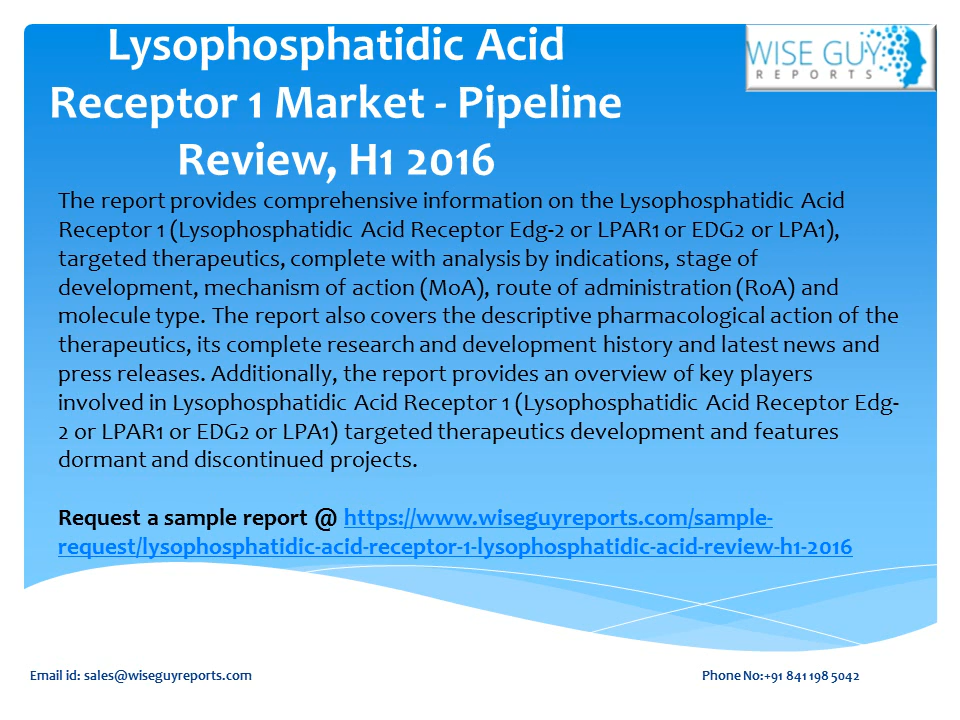 Lysophosphatidic Acid
Receptor 1 Market - Pipeline
Review, H1 2016
WISE GUY
REPORTS
The report provides comprehensive information on the Lysophosphatidic Acid
Receptor 1 (Lysophosphatidic Acid Receptor Edg-2 or LPAR1 or EDG2 or LPA1),
targeted therapeutics, complete with analysis by indications, stage of
development, mechanism of action (MoA), route of administration (RoA) and
molecule type. The report also covers the descriptive pharmacological action of the
therapeutics, its complete research and development history and latest news and
press releases. Additionally, the report provides an overview of key players
involved in Lysophosphatidic Acid Receptor 1 (Lysophosphatidic Acid Receptor Edg-
2 or LPAR1 or EDG2 or LPA1) targeted therapeutics development and features
dormant and discontinued projects.
Request a sample report @ https://www.wiseguyreports.com/sample-
request/lysophosphatidic-acid-receptor-1-lysophosphatidic-acid-review-h1-2016
Email id: sales@wiseguyreports.com
Phone No:+91 841 198 5042